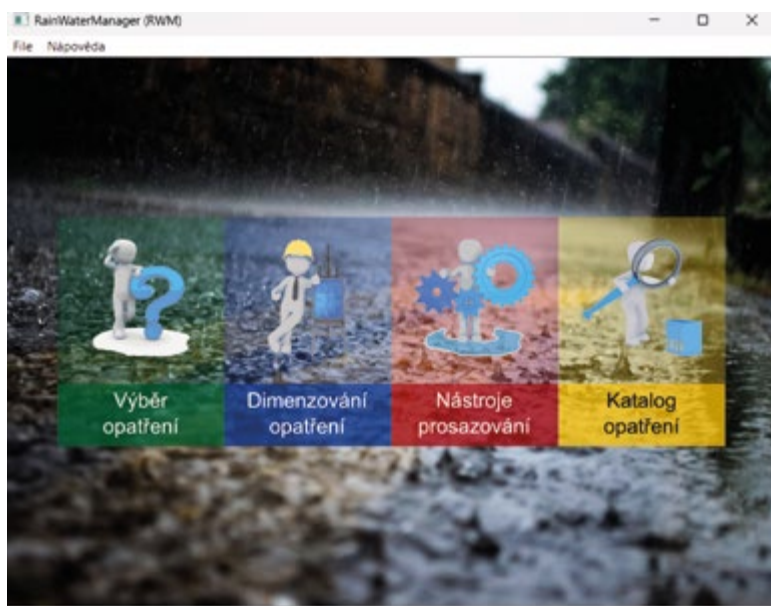 RainWaterManager (RWM)
File Nápověda
Výběr
opatření
Dimenzování
opatření
Nástroje
prosazování
Katalog
opatření